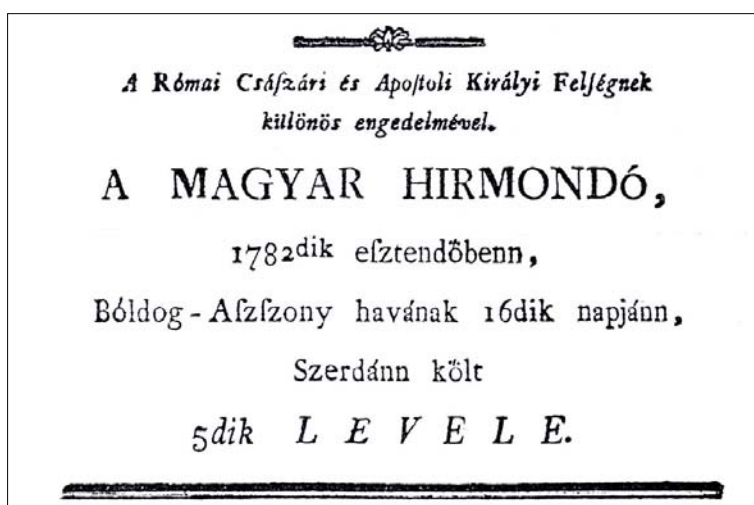 A Római Csáſzári és Apoſtoli Királyi Felſégnek
különös engedelmével.
A MAGYAR HIRMONDÓ,
1782dik eſztendőbenn,
Bóldog-Aſzſzony havának 16dik napjánn,
Szerdánn költ
5dik LEVELE.